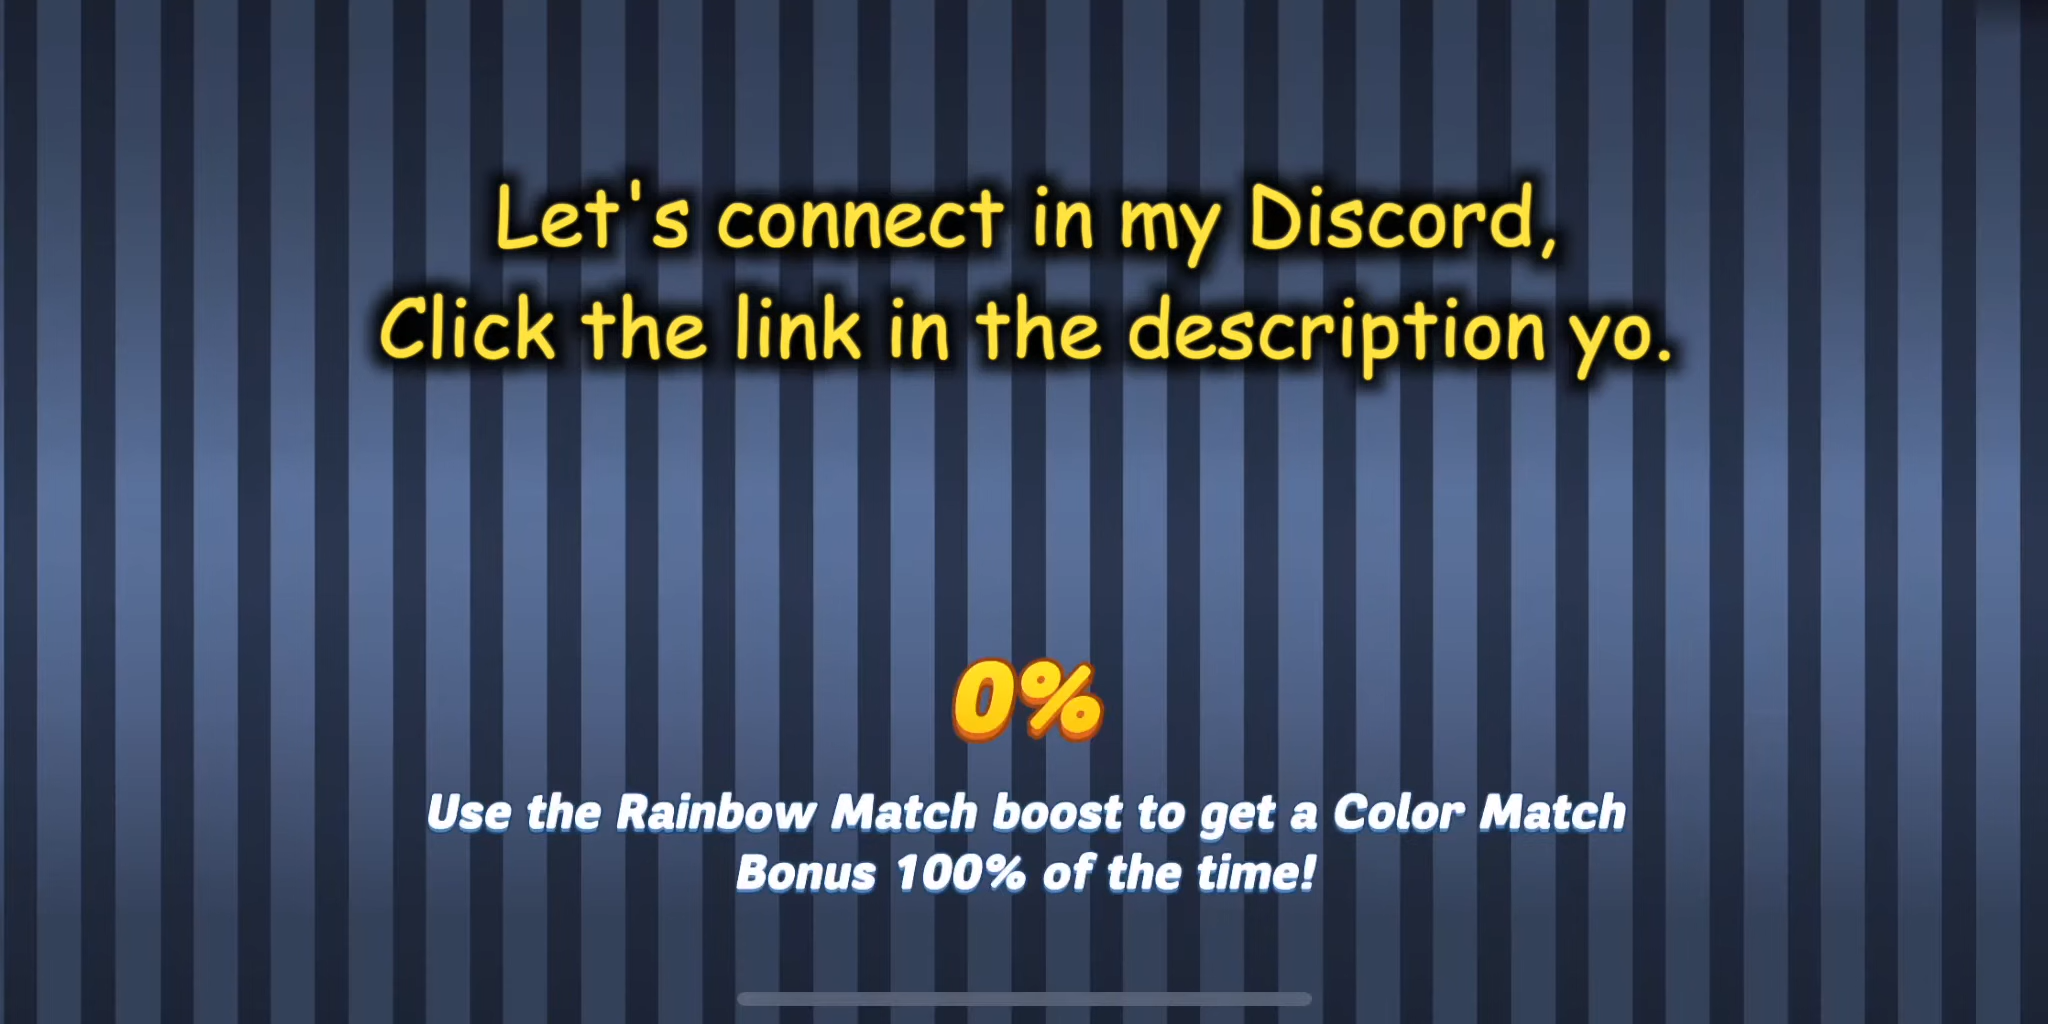 Let's connect in my Discord,
Click the link in the description yo.
0%
Use the Rainbow Match boost to get a Color Match
Bonus 100% of the time!